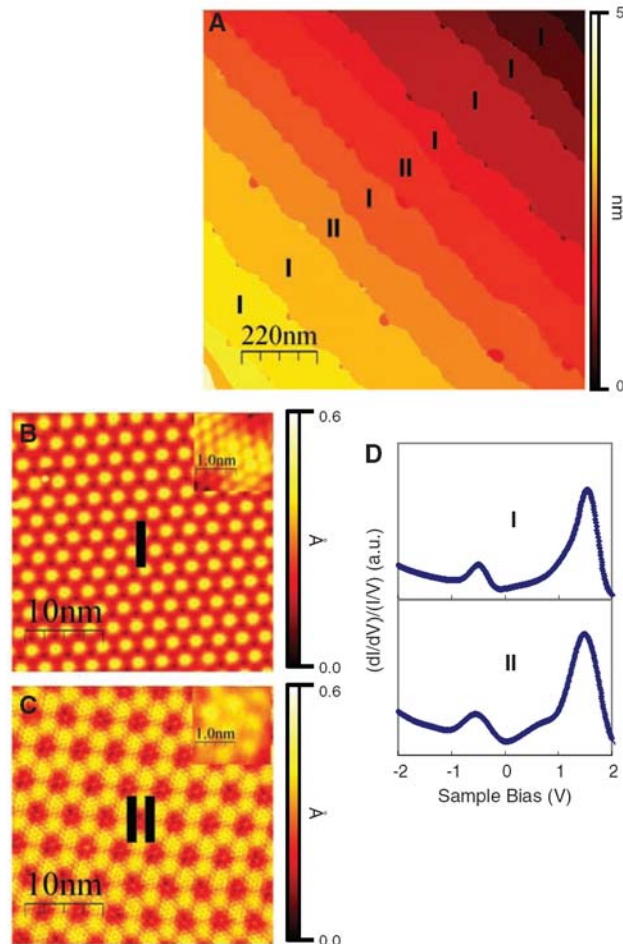 A
I
I
I
I
II
I
II
I
I
220nm
5
nm
0
B
1.0nm
I
10nm
0.6
Å
0.0
C
1.0nm
II
10nm
0.6
Å
0.0
D
I
II
(dI/dV)/(I/V) (a.u.)
-2 -1 0 1 2
Sample Bias (V)